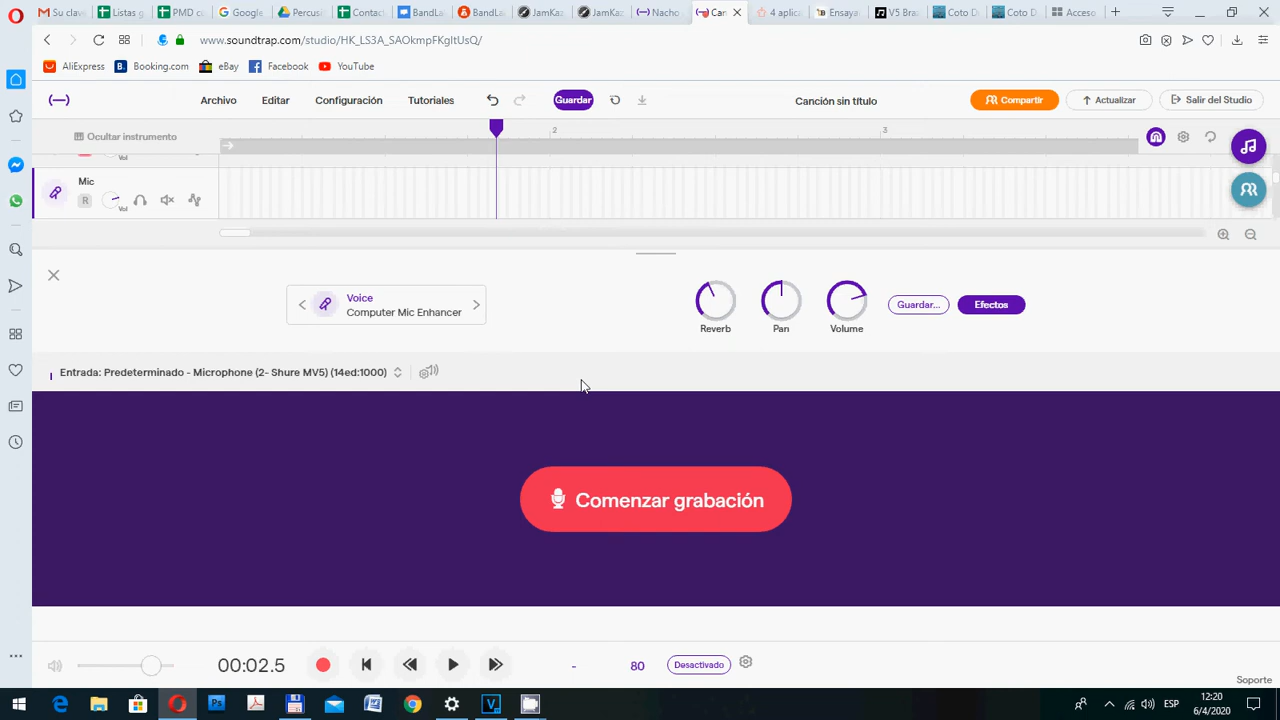 Su clave
Listas g
PMD c
Google
Percusi
Contact
BandLa
BandLa
JamKaz
JamKaz
Nacho
Can
4 aplic
Ensaya
V5 Bra
Coto D
Coto D
Acceso
www.soundtrap.com/studio/HK_LS3A_SAOkmpFKgltUsQ/
AliExpress Booking.com eBay Facebook YouTube
Archivo Editar Configuración Tutoriales Guardar Canción sin título Compartir Actualizar Salir del Studio
Ocultar instrumento 2 3
Vol
Mic
R Vol
Voice
Computer Mic Enhancer
Reverb Pan Volume Guardar... Efectos
Entrada: Predeterminado - Microphone (2- Shure MV5) (14ed:1000)
Comenzar grabación
00:02.5 - 80 Desactivado
Soporte
ESP 12:20
6/4/2020